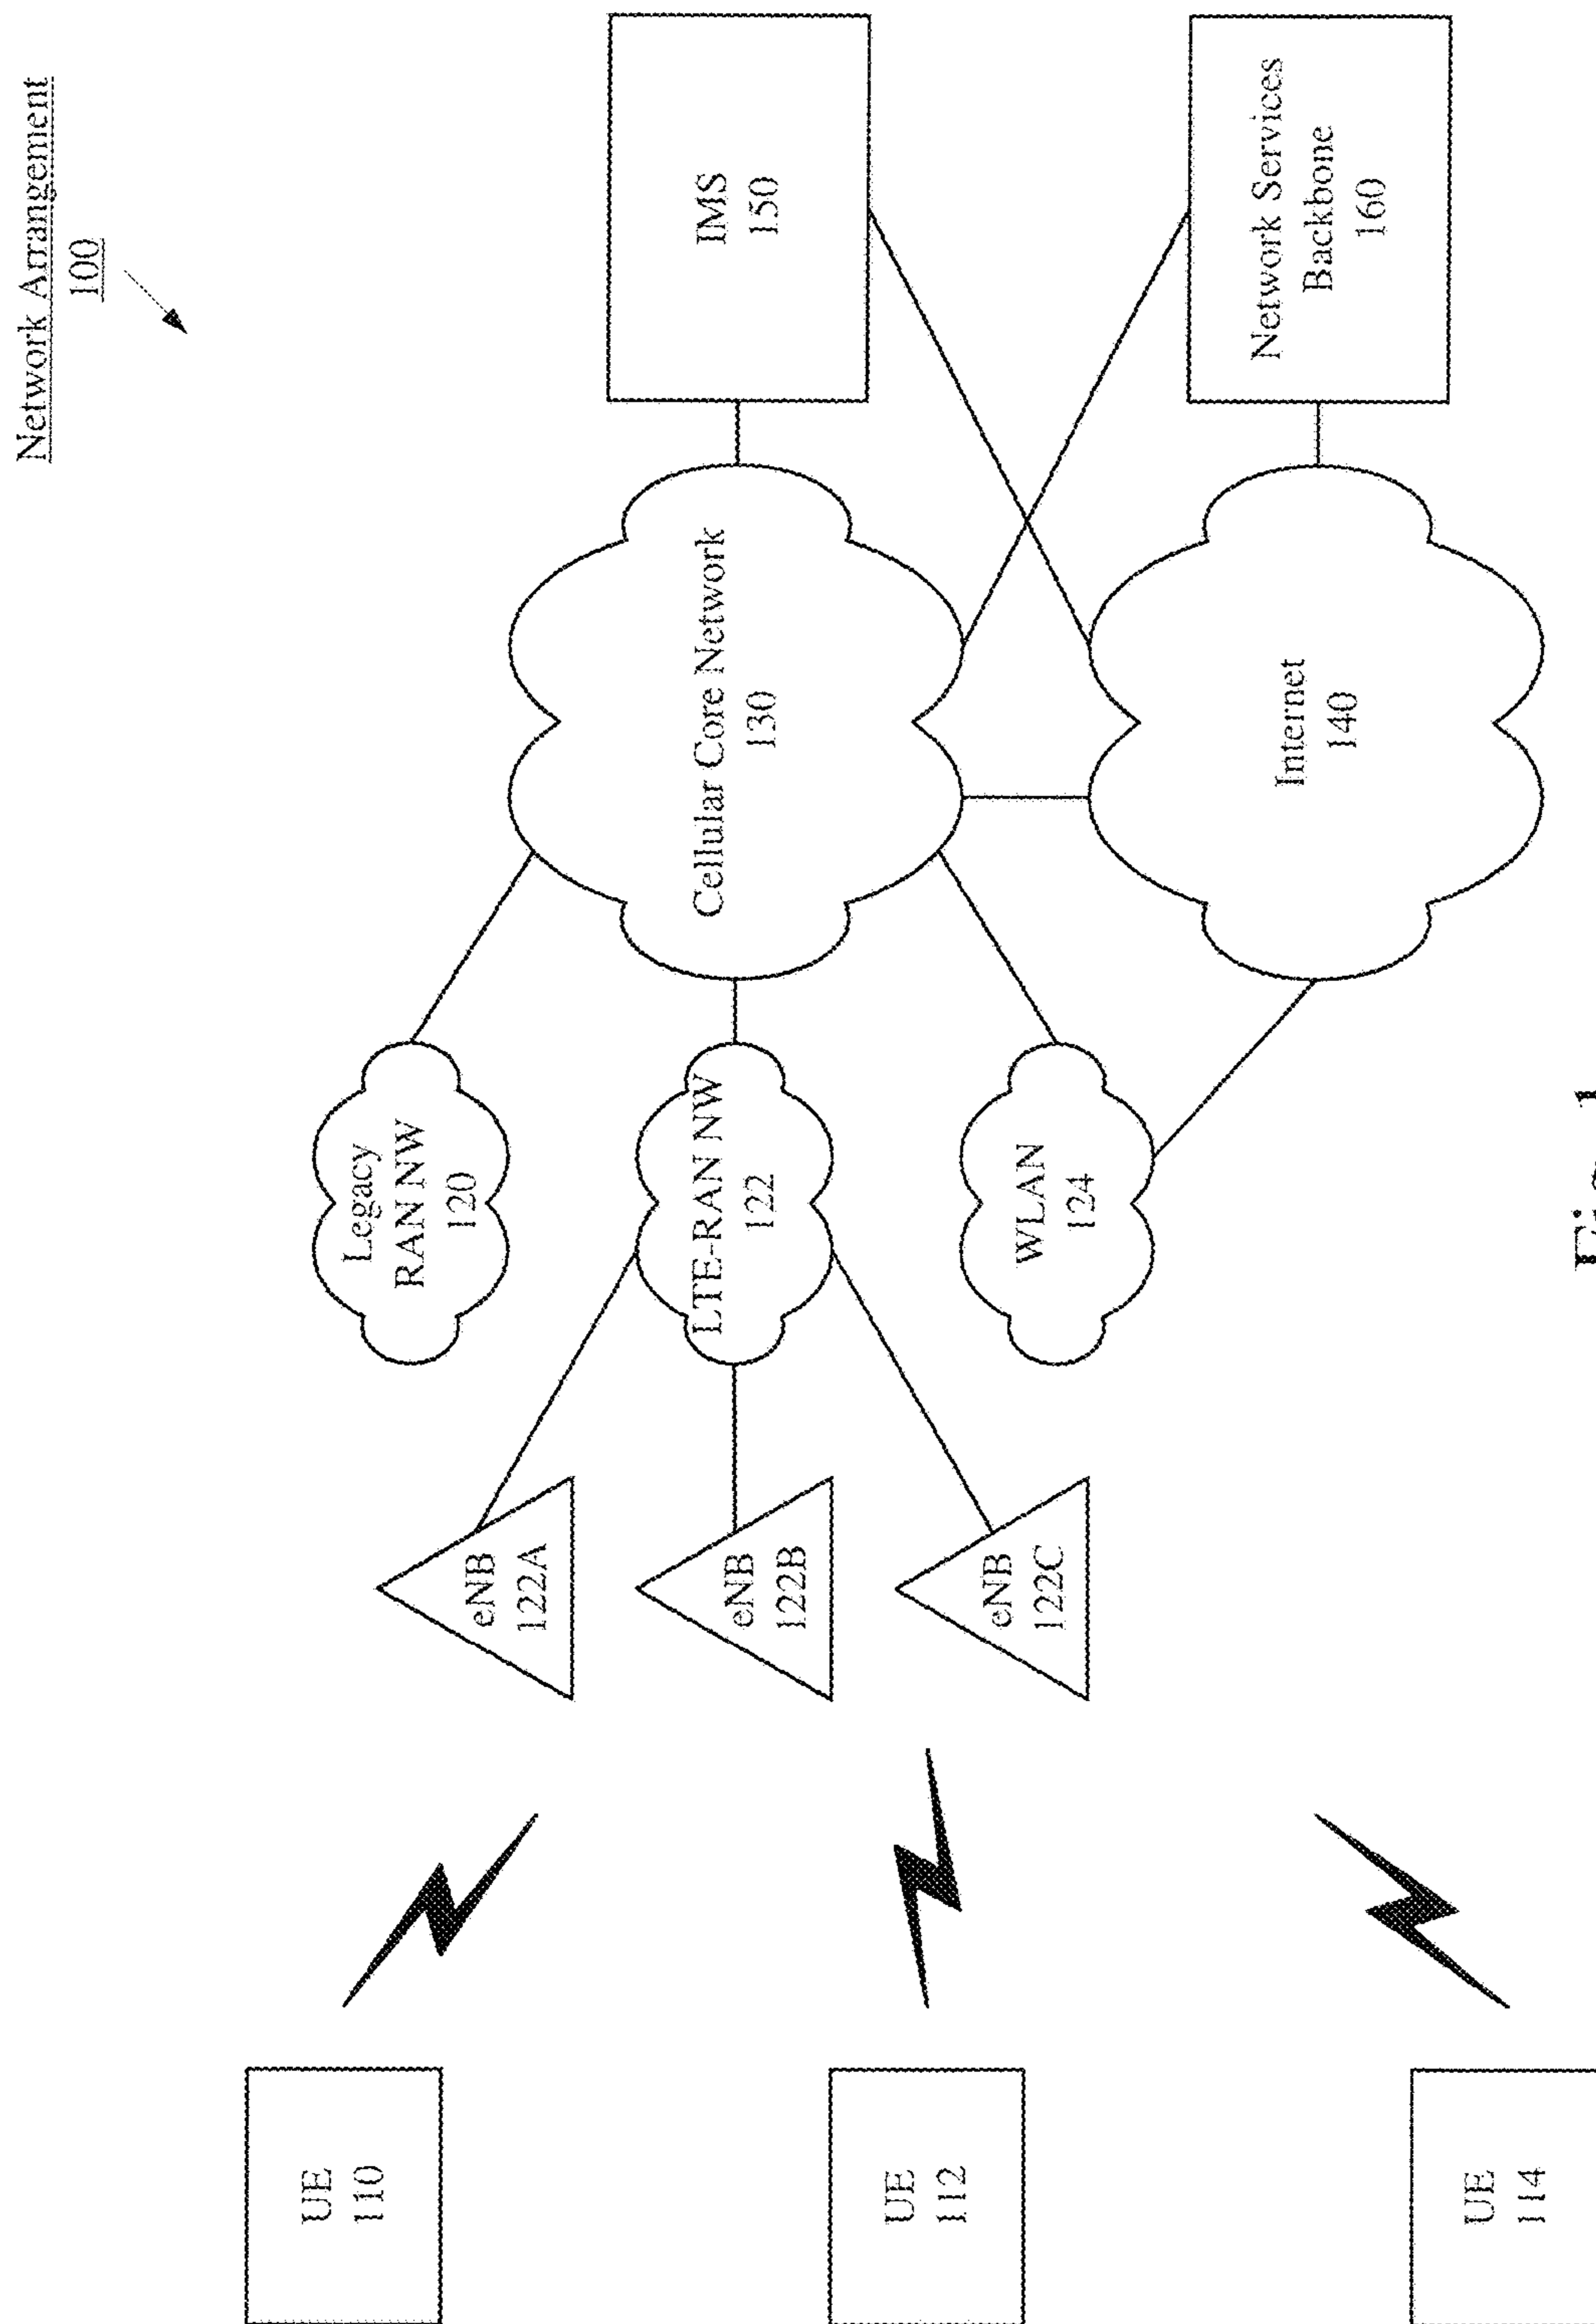 Network Arrangement
100
UE
110
UE
112
UE
114
eNB
122A
eNB
122B
eNB
122C
Legacy
RAN NW
120
LTE-RAN NW
122
WLAN
124
Cellular Core Network
130
Internet
140
IMS
150
Network Services
Backbone
160